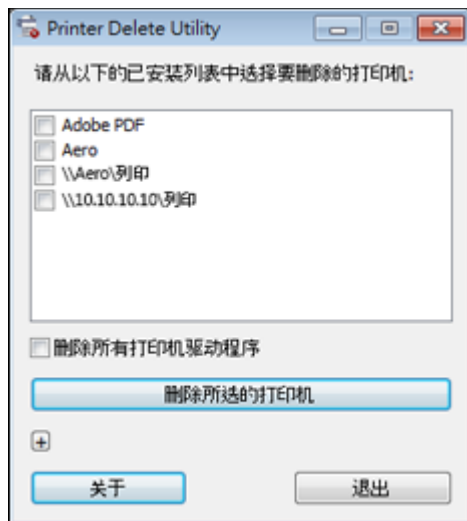 Printer Delete Utility
请从以下的已安装列表中选择要删除的打印机:
Adobe PDF
Aero
\\Aero\列印
\\10.10.10.10\列印
删除所有打印机驱动程序
删除所选的打印机
关于
退出